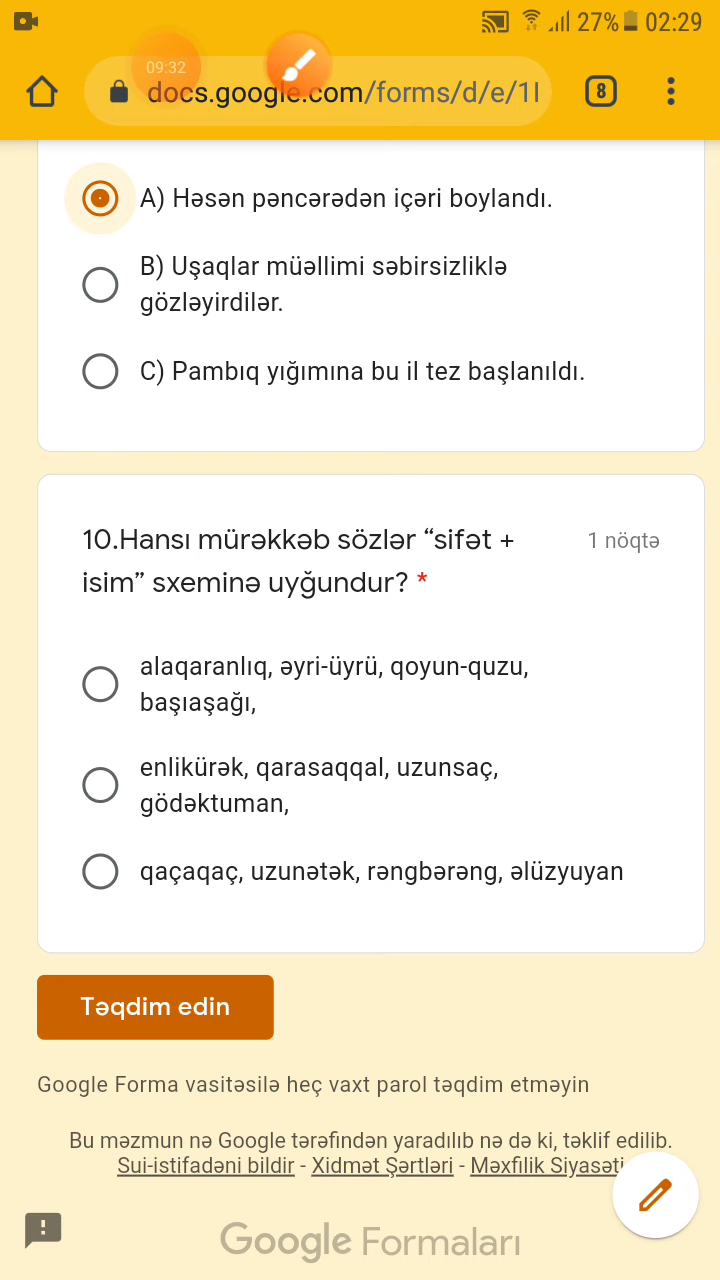 27% 02:29
09:32
docs.google.com/forms/d/e/1I
8
A) Həsən pəncərədən içəri boylandı.
B) Uşaqlar müəllimi səbirsizliklə
gözləyirdilər.
C) Pambıq yığımına bu il tez başlanıldı.
10.Hansı mürəkkəb sözlər “sifət +
isim” sxeminə uyğundur? *
1 nöqtə
alaqaranlıq, əyri-üyrü, qoyun-quzu,
başıaşağı,
enlikürək, qarasaqqal, uzunsaç,
gödəktuman,
qaçaqaç, uzunətək, rəngbərəng, əlüzyuyan
Təqdim edin
Google Forma vasitəsilə heç vaxt parol təqdim etməyin
Bu məzmun nə Google tərəfindən yaradılıb nə də ki, təklif edilib.
Sui-istifadəni bildir - Xidmət Şərtləri - Məxfilik Siyasəti
Google Formaları